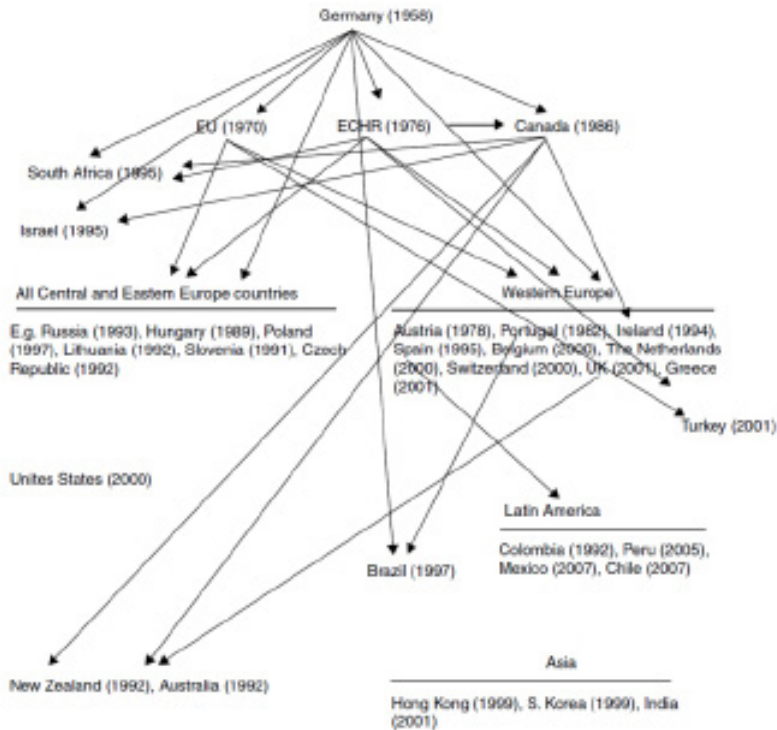 Germany (1958)
EU (1970)
ECHR (1976)
Canada (1986)
South Africa (1995)
Israel (1995)
All Central and Eastern Europe countries
E.g. Russia (1993), Hungary (1989), Poland
(1997), Lithuania (1992), Slovenia (1991), Czech
Republic (1992)
Western Europe
Austria (1978), Portugal (1982), Ireland (1994),
Spain (1995), Belgium (2000), The Netherlands
(2000), Switzerland (2000), UK (2001), Greece
(2001)
Turkey (2001)
Unites States (2000)
Latin America
Colombia (1992), Peru (2005),
Mexico (2007), Chile (2007)
Brazil (1997)
New Zealand (1992), Australia (1992)
Asia
Hong Kong (1999), S. Korea (1999), India
(2001)